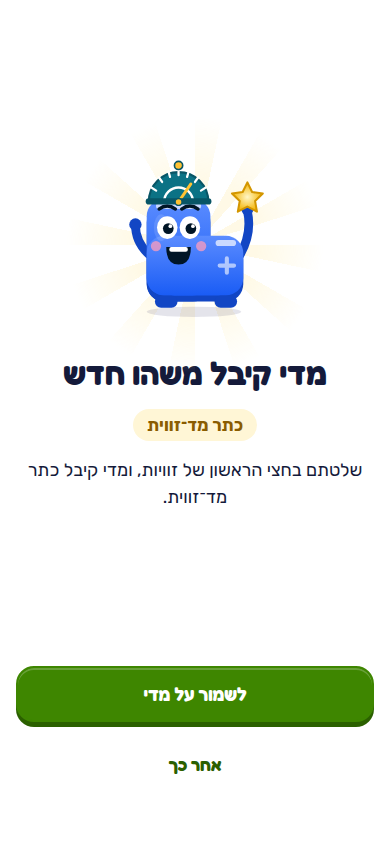 מדי קיבל משהו חדש
כתר מד־זווית
שלטתם בחצי הראשון של זוויות, ומדי קיבל כתר
מד־זווית.
לשמור על מדי
אחר כך